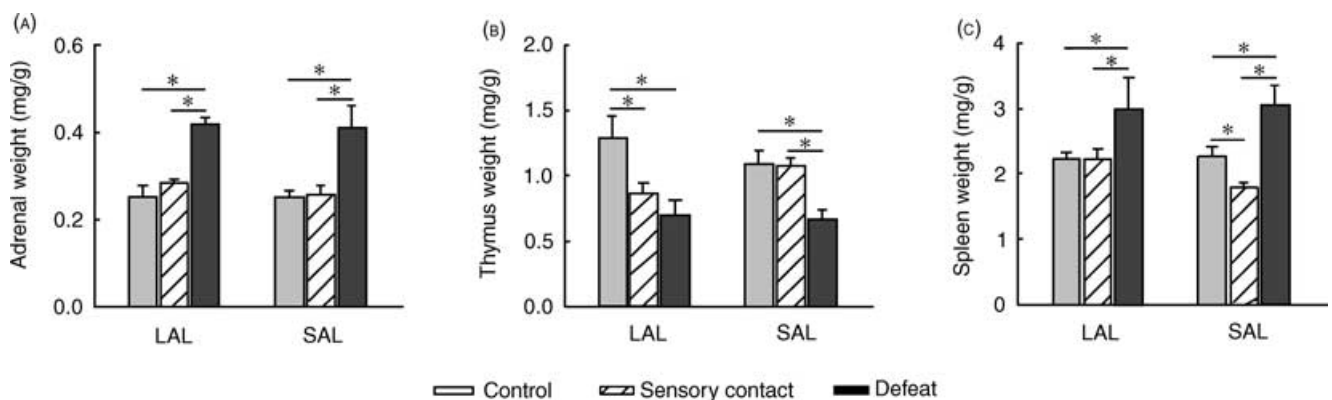 (A)
Adrenal weight (mg/g)
0.6
0.4
0.2
0.0
* * * *
LAL SAL
(B)
Thymus weight (mg/g)
2.0
1.5
1.0
0.5
0.0
* * * *
LAL SAL
(C)
Spleen weight (mg/g)
4
3
2
1
0
* * * * *
LAL SAL
Control Sensory contact Defeat